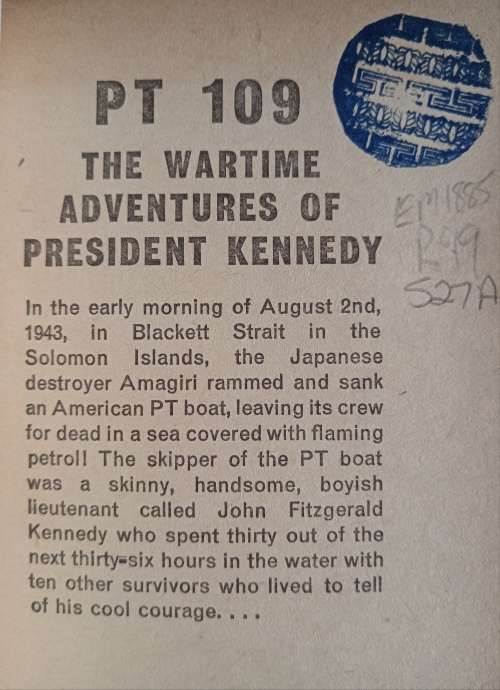 PT 109
THE WARTIME
ADVENTURES OF
PRESIDENT KENNEDY
In the early morning of August 2nd,
1943, in Blackett Strait in the
Solomon Islands, the Japanese
destroyer Amagiri rammed and sank
an American PT boat, leaving its crew
for dead in a sea covered with flaming
petrol! The skipper of the PT boat
was a skinny, handsome, boyish
lieutenant called John Fitzgerald
Kennedy who spent thirty out of the
next thirty-six hours in the water with
ten other survivors who lived to tell
of his cool courage. . . .
527A